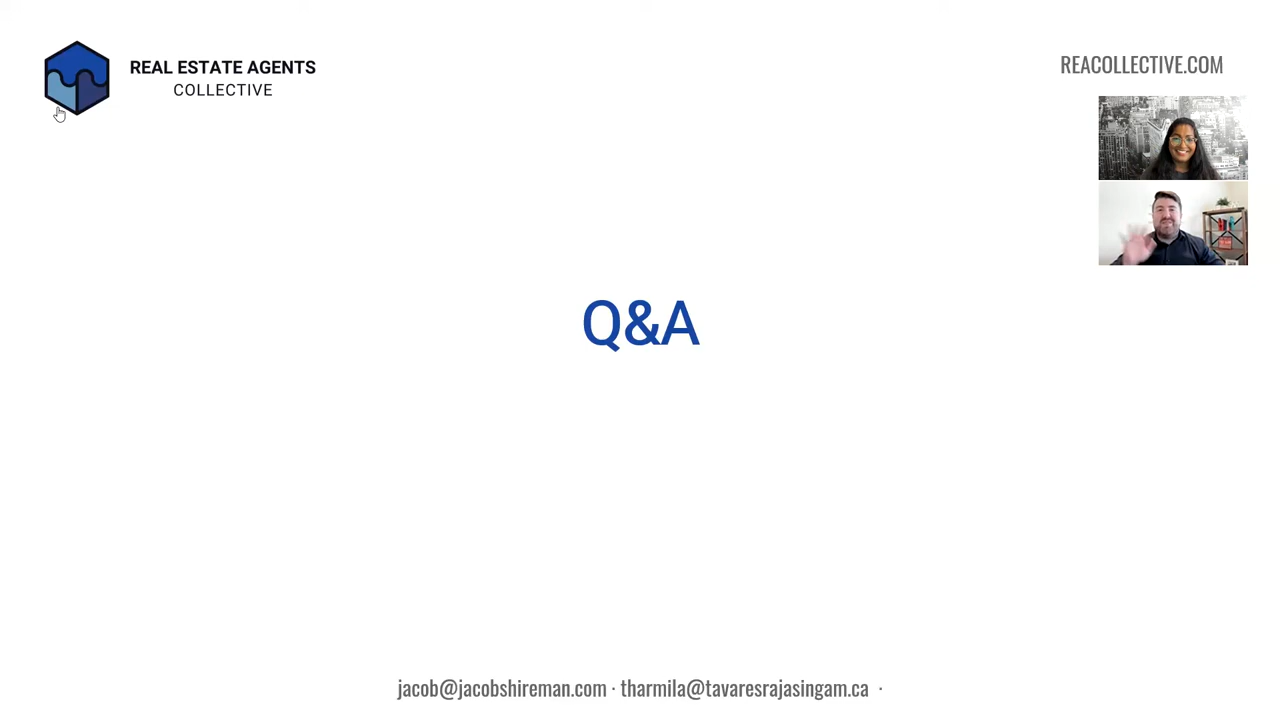 REAL ESTATE AGENTS
COLLECTIVE
REACOLLECTIVE.COM
Q&A
jacob@jacobshireman.com · tharmila@tavaresrajasingam.ca ·